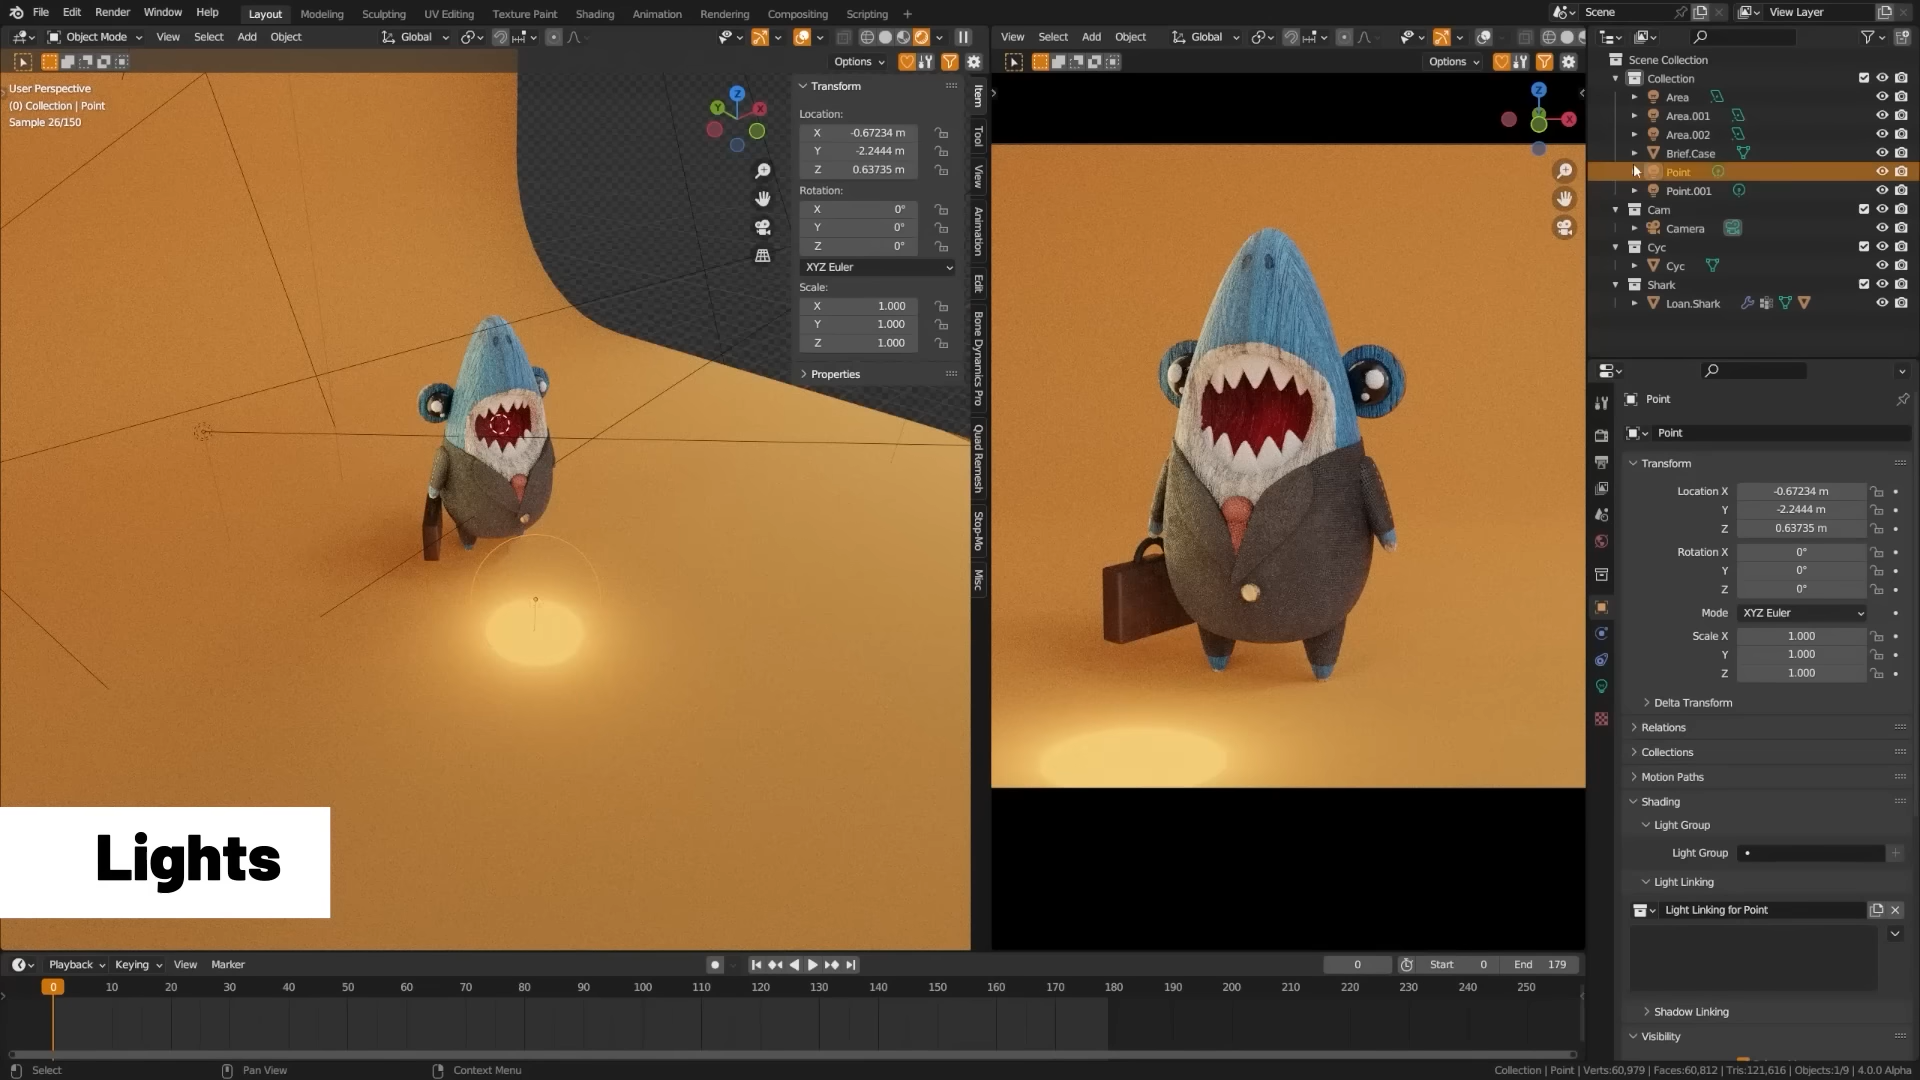 File Edit Render Window Help Layout Modeling Sculpting UV Editing Texture Paint Shading Animation Rendering Compositing Scripting + Scene View Layer
Object Mode View Select Add Object Global
View Select Add Object Global
Options
Options
User Perspective
(0) Collection | Point
Sample 26/150
Z
Y
X
Transform
Location:
X -0.67234 m
Y -2.2444 m
Z 0.63735 m
Rotation:
X 0°
Y 0°
Z 0°
XYZ Euler
Scale:
X 1.000
Y 1.000
Z 1.000
Properties
Item
Tool
View
Animation
Edit
Bone Dynamics Pro
Quad Remesh
Stop-Mo
Misc
Z
X
Scene Collection
Collection
Area
Area.001
Area.002
Brief.Case
Point
Point.001
Cam
Camera
Cyc
Cyc
Shark
Loan.Shark
Point
Point
Transform
Location X -0.67234 m
Y -2.2444 m
Z 0.63735 m
Rotation X 0°
Y 0°
Z 0°
Mode XYZ Euler
Scale X 1.000
Y 1.000
Z 1.000
Delta Transform
Relations
Collections
Motion Paths
Shading
Light Group
Light Group
Light Linking
Light Linking for Point
Shadow Linking
Visibility
Lights
Playback Keying View Marker 0 Start 0 End 179
0 10 20 30 40 50 60 70 80 90 100 110 120 130 140 150 160 170 180 190 200 210 220 230 240 250
Select Pan View Context Menu Collection | Point | Verts:60,979 | Faces:60,812 | Tris:121,616 | Objects:1/9 | 4.0.0 Alpha